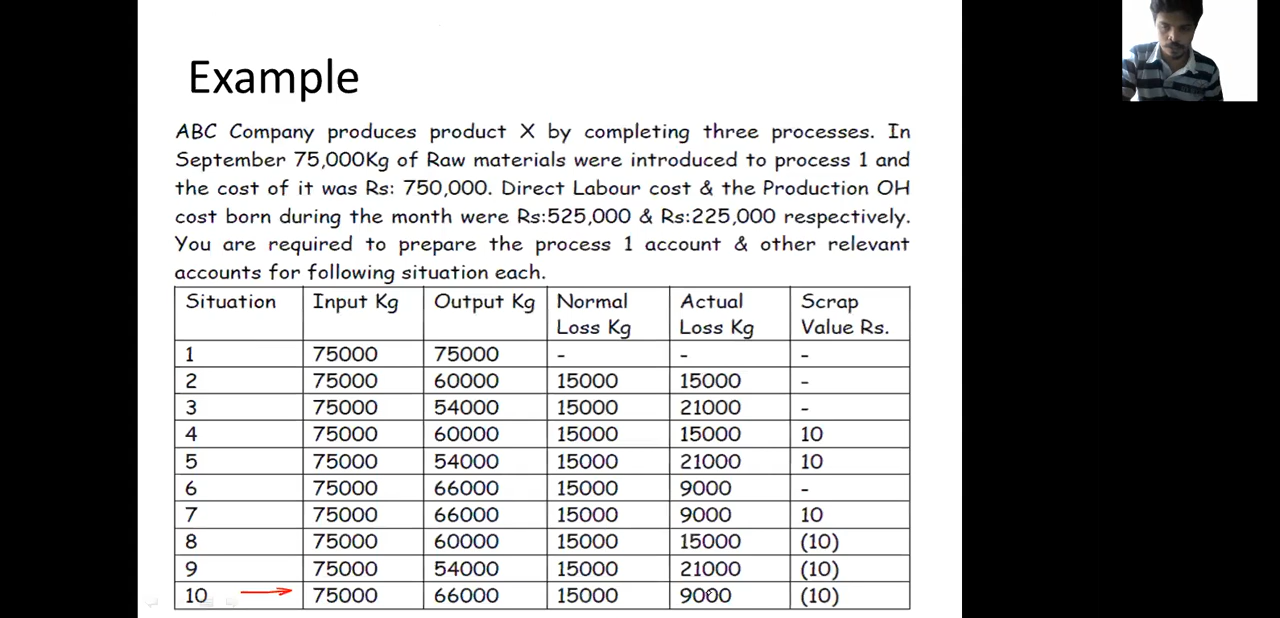 Example
ABC Company produces product X by completing three processes. In
September 75,000Kg of Raw materials were introduced to process 1 and
the cost of it was Rs: 750,000. Direct Labour cost & the Production OH
cost born during the month were Rs:525,000 & Rs:225,000 respectively.
You are required to prepare the process 1 account & other relevant
accounts for following situation each.
Situation Input Kg Output Kg Normal Loss Kg Actual Loss Kg Scrap Value Rs.
1 75000 75000 - - -
2 75000 60000 15000 15000 -
3 75000 54000 15000 21000 -
4 75000 60000 15000 15000 10
5 75000 54000 15000 21000 10
6 75000 66000 15000 9000 -
7 75000 66000 15000 9000 10
8 75000 60000 15000 15000 (10)
9 75000 54000 15000 21000 (10)
10 75000 66000 15000 9000 (10)